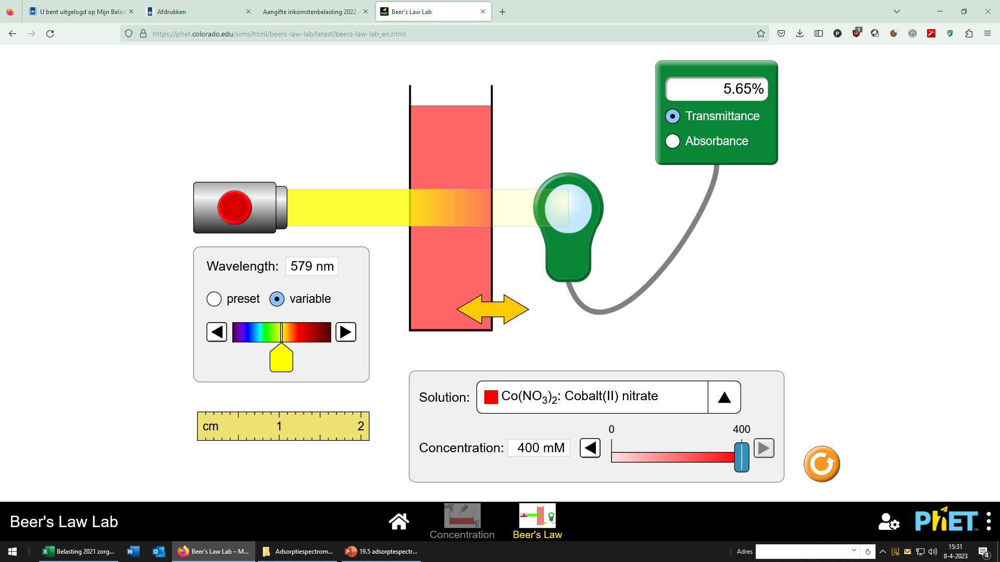 U bent uitgelogd op Mijn Belast
Afdrukken
Aangifte inkomstenbelasting 2022 -
Beer's Law Lab
https://phet.colorado.edu/sims/html/beers-law-lab/latest/beers-law-lab_en.html
1
5.65%
Transmittance
Absorbance
Wavelength: 579 nm
preset variable
cm 1 2
Solution: Co(NO3)2: Cobalt(II) nitrate
0 400
Concentration: 400 mM
Beer's Law Lab
Concentration
Beer's Law
PhET
Belasting 2021 zorg...
Beer's Law Lab – M...
Adsorptiespectrom...
19.5 adsorptespectr...
Adres
15:31
8-4-2023
4